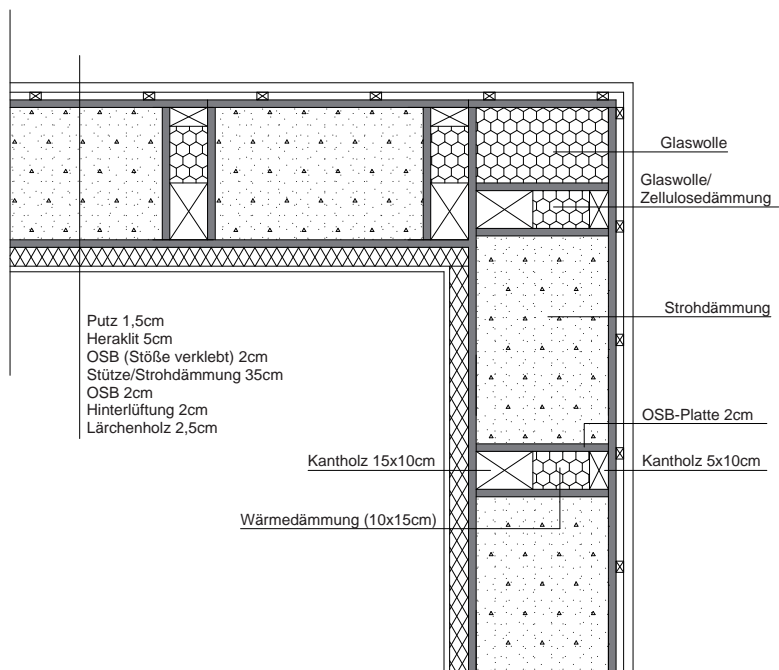 Glaswolle
Glaswolle/
Zellulosedämmung
Strohdämmung
Putz 1,5cm
Heraklit 5cm
OSB (Stöße verklebt) 2cm
Stütze/Strohdämmung 35cm
OSB 2cm
Hinterlüftung 2cm
Lärchenholz 2,5cm
OSB-Platte 2cm
Kantholz 15x10cm
Kantholz 5x10cm
Wärmedämmung (10x15cm)